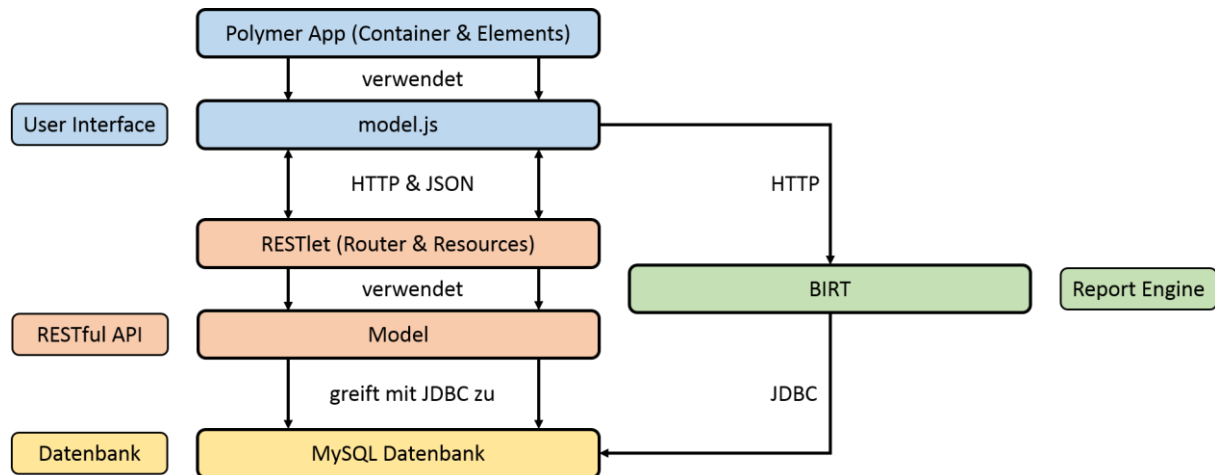 Polymer App (Container & Elements)
verwendet
User Interface
model.js
HTTP & JSON
HTTP
RESTlet (Router & Resources)
verwendet
BIRT
Report Engine
RESTful API
Model
greift mit JDBC zu
JDBC
Datenbank
MySQL Datenbank